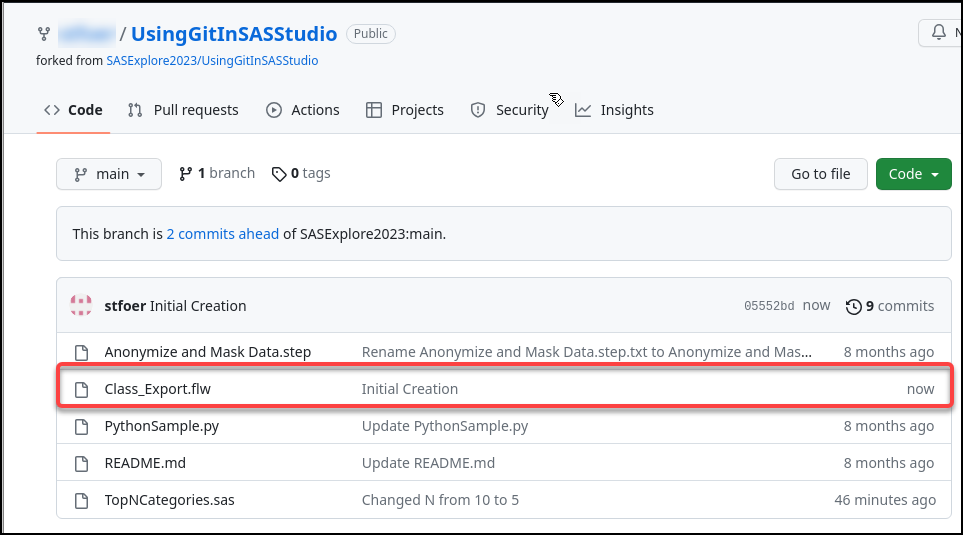 / UsingGitInSASStudio Public
N
forked from SASExplore2023/UsingGitInSASStudio
Code Pull requests Actions Projects Security Insights
main 1 branch 0 tags Go to file Code
This branch is 2 commits ahead of SASExplore2023:main.
stfoer Initial Creation 05552bd now 9 commits
Anonymize and Mask Data.step Rename Anonymize and Mask Data.step.txt to Anonymize and Mas... 8 months ago
Class_Export.flw Initial Creation now
PythonSample.py Update PythonSample.py 8 months ago
README.md Update README.md 8 months ago
TopNCategories.sas Changed N from 10 to 5 46 minutes ago